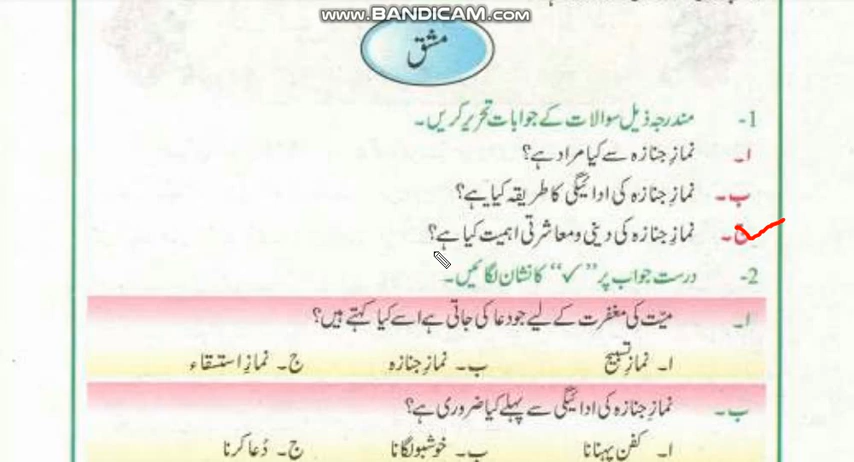 www.BANDICAM.com
مشق
1- مندرجہ ذیل سوالات کے جوابات تحریر کریں۔
ا۔ نمازِ جنازہ سے کیا مراد ہے؟
ب۔ نمازِ جنازہ کی ادائیگی کا طریقہ کیا ہے؟
ج۔ نمازِ جنازہ کی دینی و معاشرتی اہمیت کیا ہے؟
2- درست جواب پر ”✓“ کا نشان لگائیں۔
ا۔ میّت کی مغفرت کے لیے جو دعا کی جاتی ہے اسے کیا کہتے ہیں؟
ا۔ نمازِ تسبیح ب۔ نمازِ جنازہ ج۔ نمازِ استسقاء
ب۔ نمازِ جنازہ کی ادائیگی سے پہلے کیا ضروری ہے؟
ا۔ کفن پہنانا ب۔ خوشبو لگانا ج۔ دُعا کرنا